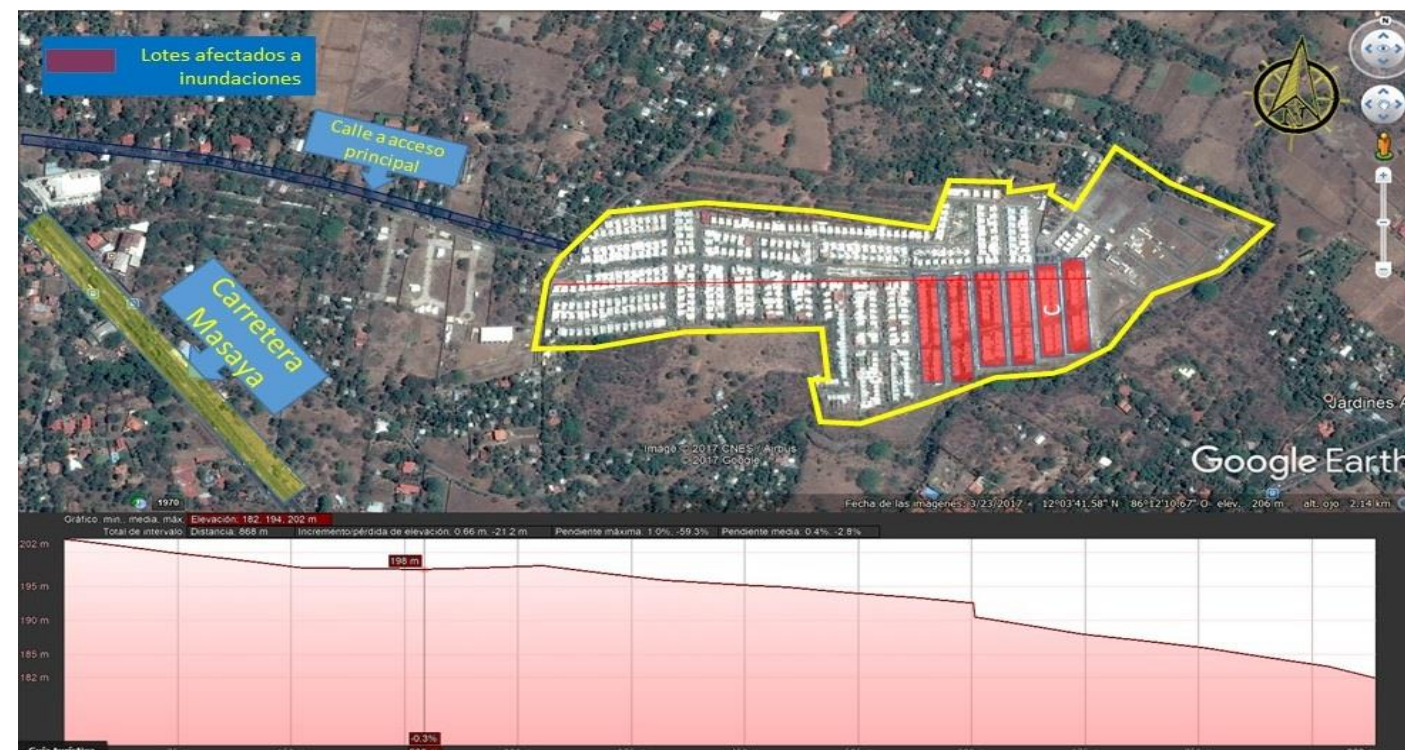 Lotes afectados a
inundaciones
Calle a acceso
principal
Carretera
Masaya
N
C
Jardines A
Image © 2017 CNES / Airbus
© 2017 Google
Google Earth
1970
Fecha de las imágenes: 3/23/2017 12°03'41.58" N 86°12'10.67" O elev. 206 m alt. ojo 2.14 km
Gráfico: mín., media, máx. Elevación: 182, 194, 202 m
Total de intervalo Distancia: 868 m Incremento/pérdida de elevación: 0.66 m, -21.2 m Pendiente máxima: 1.0%, -59.3% Pendiente media: 0.4%, -2.8%
202 m
198 m
195 m
190 m
185 m
182 m
-0.3%